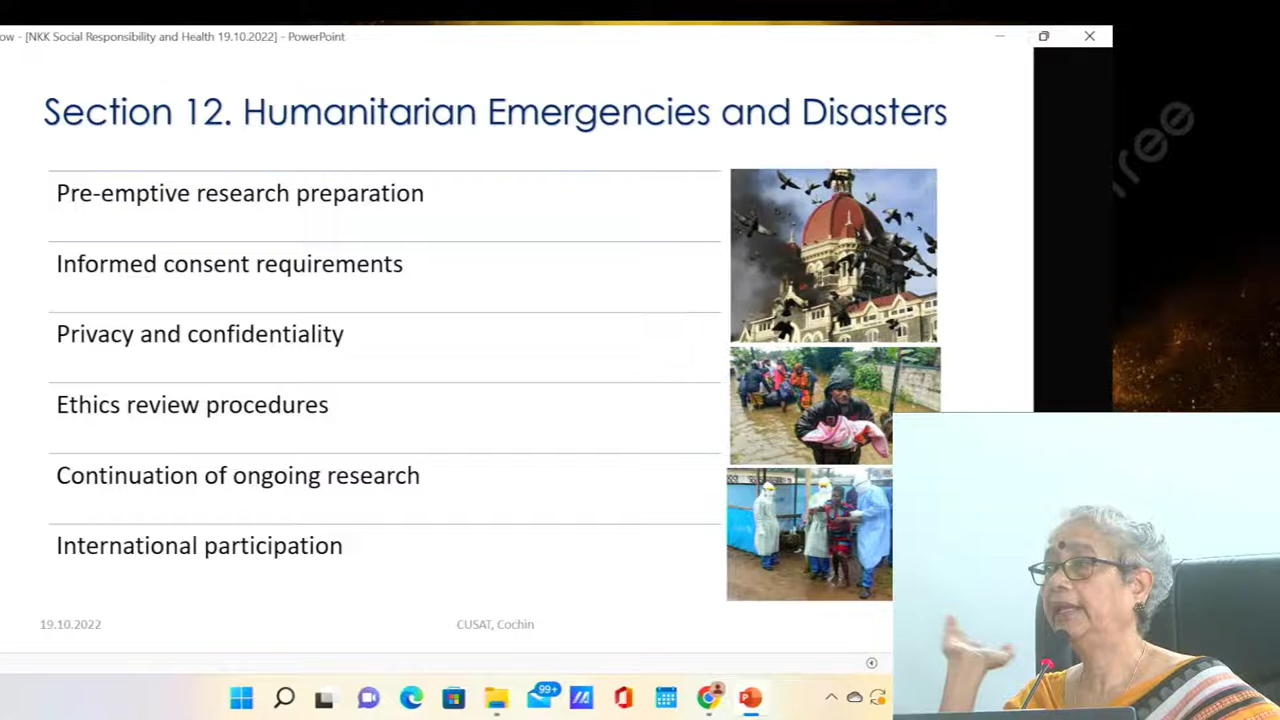 ow - [NKK Social Responsibility and Health 19.10.2022] - PowerPoint
Section 12. Humanitarian Emergencies and Disasters
Pre-emptive research preparation
Informed consent requirements
Privacy and confidentiality
Ethics review procedures
Continuation of ongoing research
International participation
19.10.2022
CUSAT, Cochin
99+